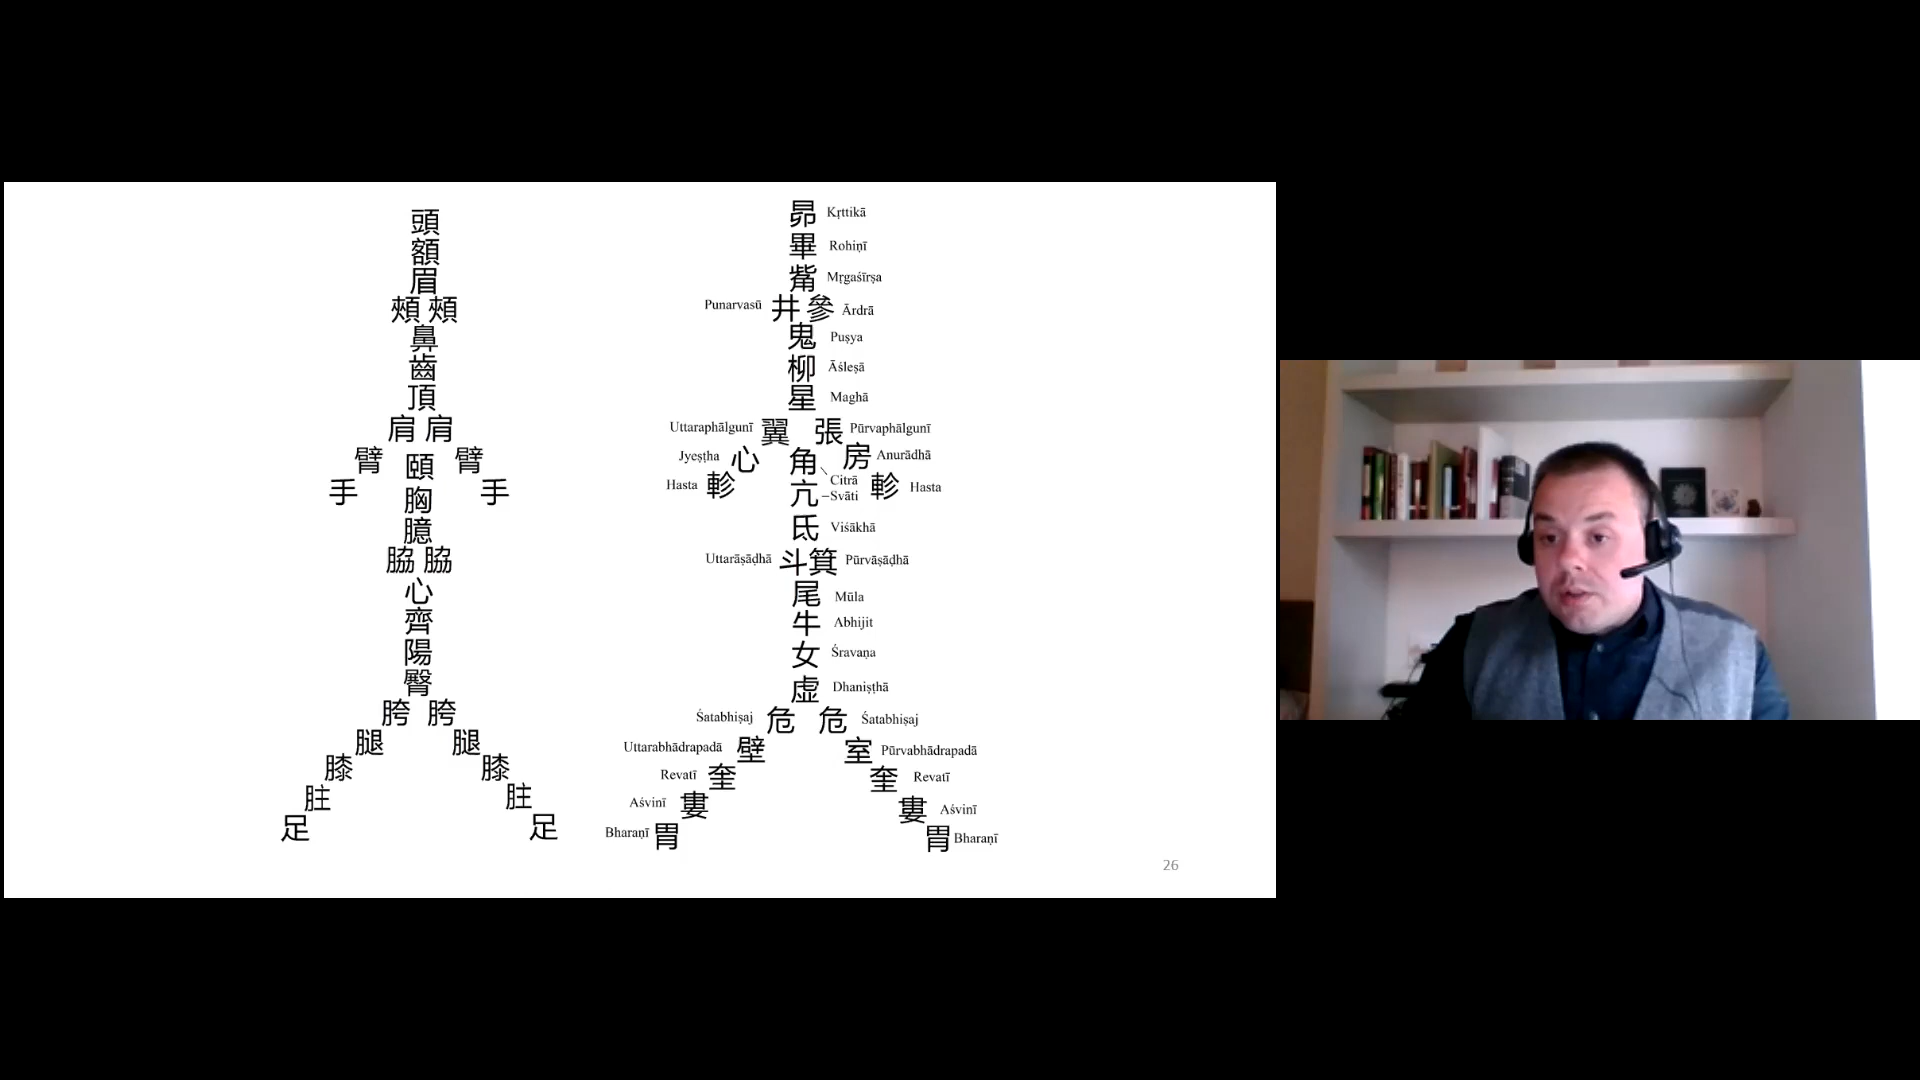 頭
額
眉
頰 頰
鼻
齒
頂
肩 肩
臂 頤 臂
手 胸 手
臆
脇 脇
心
齊
陽
臀
胯 胯
腿 腿
膝 膝
胜 胜
足 足
昴 Kṛttikā
畢 Rohiṇī
觜 Mṛgaśīrṣa
Punarvasū 井 參 Ārdrā
鬼 Puṣya
柳 Āśleṣā
星 Maghā
Uttaraphālgunī 翼 張 Pūrvaphālgunī
Jyeṣṭha 心 角 房 Anurādhā
Citrā
Hasta 軫 亢 –Svāti 軫 Hasta
氐 Viśākhā
Uttarāṣāḍhā 斗 箕 Pūrvāṣāḍhā
尾 Mūla
牛 Abhijit
女 Śravaṇa
虛 Dhaniṣṭhā
Śatabhiṣaj 危 危 Śatabhiṣaj
Uttarabhādrapadā 壁 室 Pūrvabhādrapadā
Revatī 奎 奎 Revatī
Aśvinī 婁 婁 Aśvinī
Bharaṇī 胃 胃 Bharaṇī
26